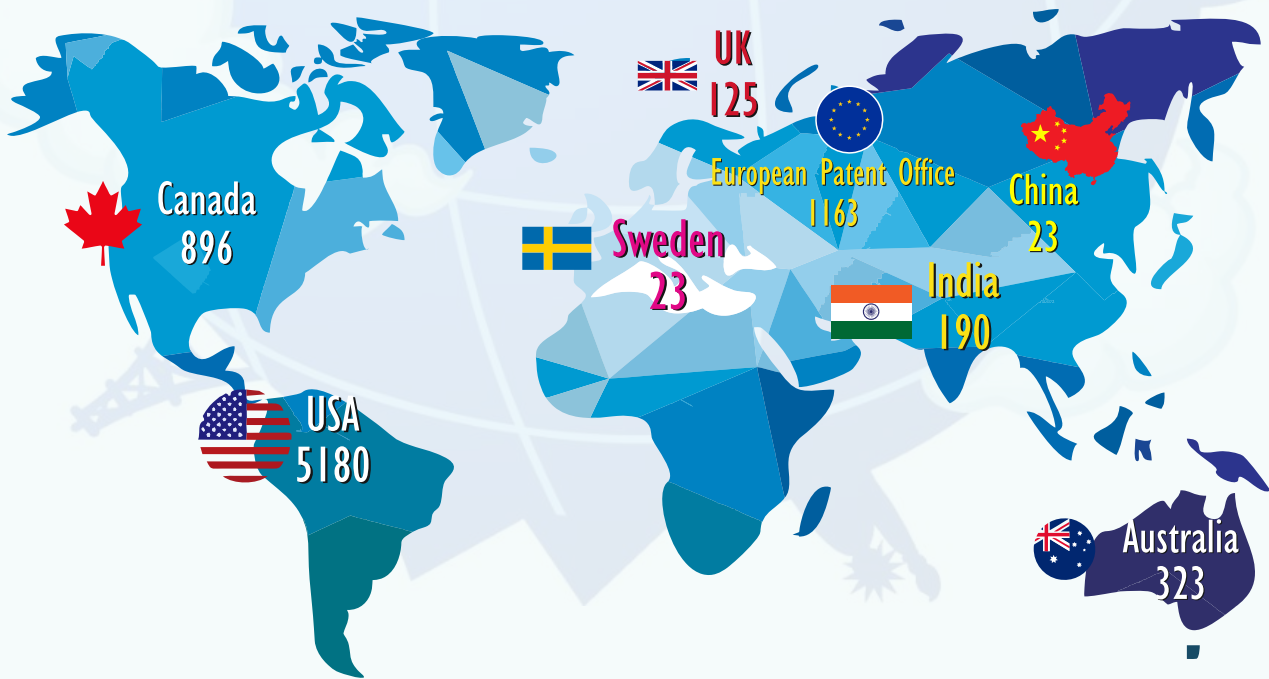 UK
125
European Patent Office
1163
China
23
Canada
896
Sweden
23
India
190
USA
5180
Australia
323